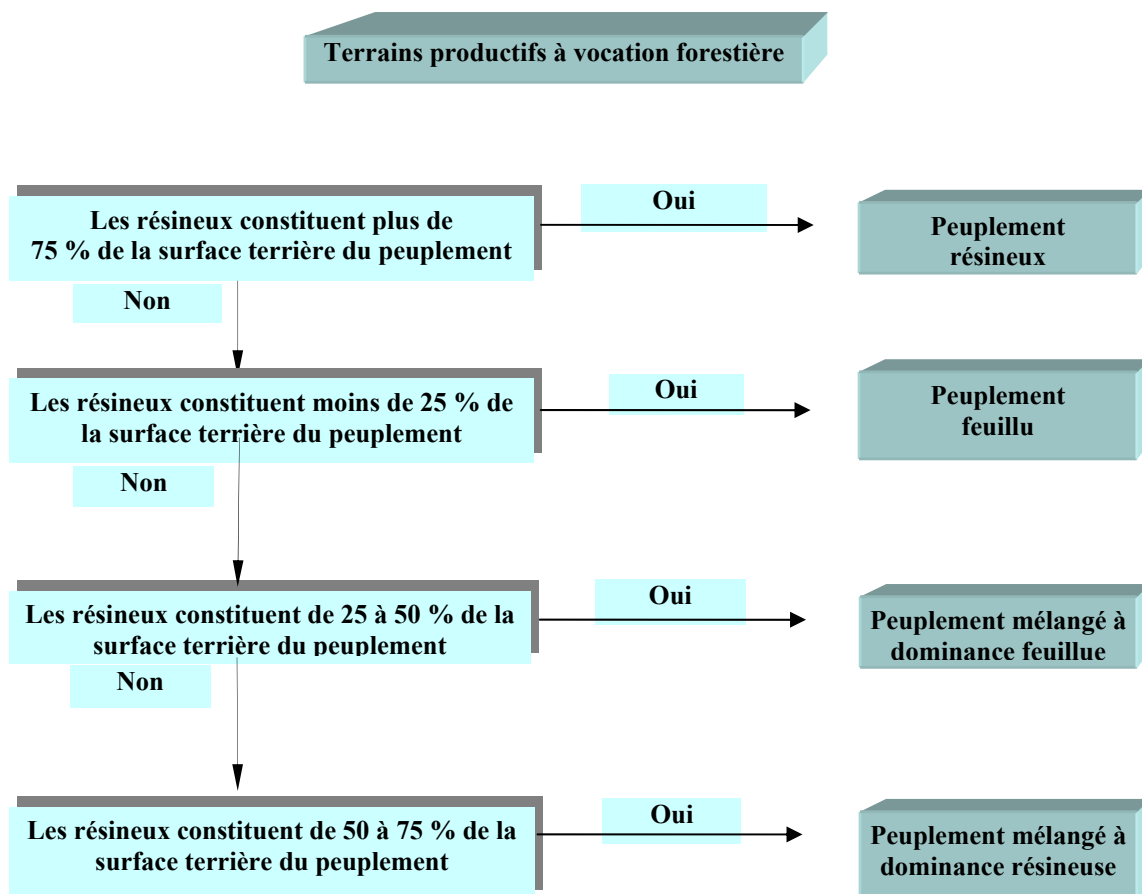 Terrains productifs à vocation forestière
Les résineux constituent plus de
75 % de la surface terrière du peuplement
Oui
Peuplement
résineux
Non
Les résineux constituent moins de 25 % de
la surface terrière du peuplement
Oui
Peuplement
feuillu
Non
Les résineux constituent de 25 à 50 % de la
surface terrière du peuplement
Oui
Peuplement mélangé à
dominance feuillue
Non
Les résineux constituent de 50 à 75 % de la
surface terrière du peuplement
Oui
Peuplement mélangé à
dominance résineuse